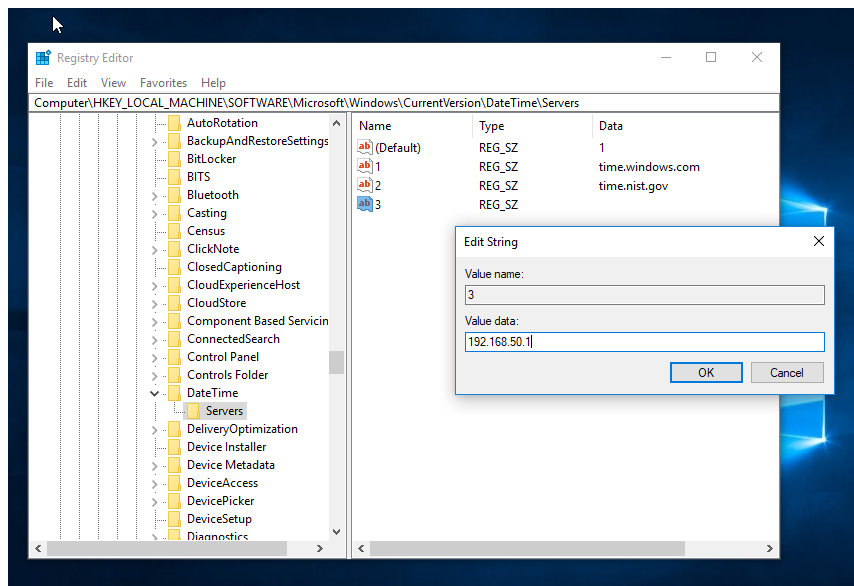 Registry Editor
File Edit View Favorites Help
Computer\HKEY_LOCAL_MACHINE\SOFTWARE\Microsoft\Windows\CurrentVersion\DateTime\Servers
AutoRotation
BackupAndRestoreSettings
BitLocker
BITS
Bluetooth
Casting
Census
ClickNote
ClosedCaptioning
CloudExperienceHost
CloudStore
Component Based Servicin
ConnectedSearch
Control Panel
Controls Folder
DateTime
Servers
DeliveryOptimization
Device Installer
Device Metadata
DeviceAccess
DevicePicker
DeviceSetup
Diagnostics
Name Type Data
ab (Default) REG_SZ 1
ab 1 REG_SZ time.windows.com
ab 2 REG_SZ time.nist.gov
ab 3 REG_SZ
Edit String
Value name:
3
Value data:
192.168.50.1
OK Cancel